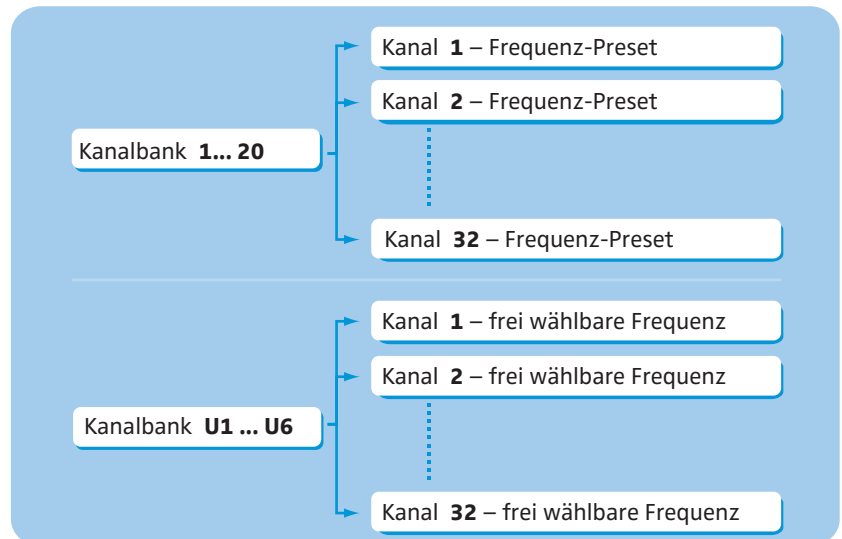 Kanal 1 – Frequenz-Preset
Kanal 2 – Frequenz-Preset
Kanalbank 1... 20
Kanal 32 – Frequenz-Preset
Kanal 1 – frei wählbare Frequenz
Kanal 2 – frei wählbare Frequenz
Kanalbank U1 ... U6
Kanal 32 – frei wählbare Frequenz